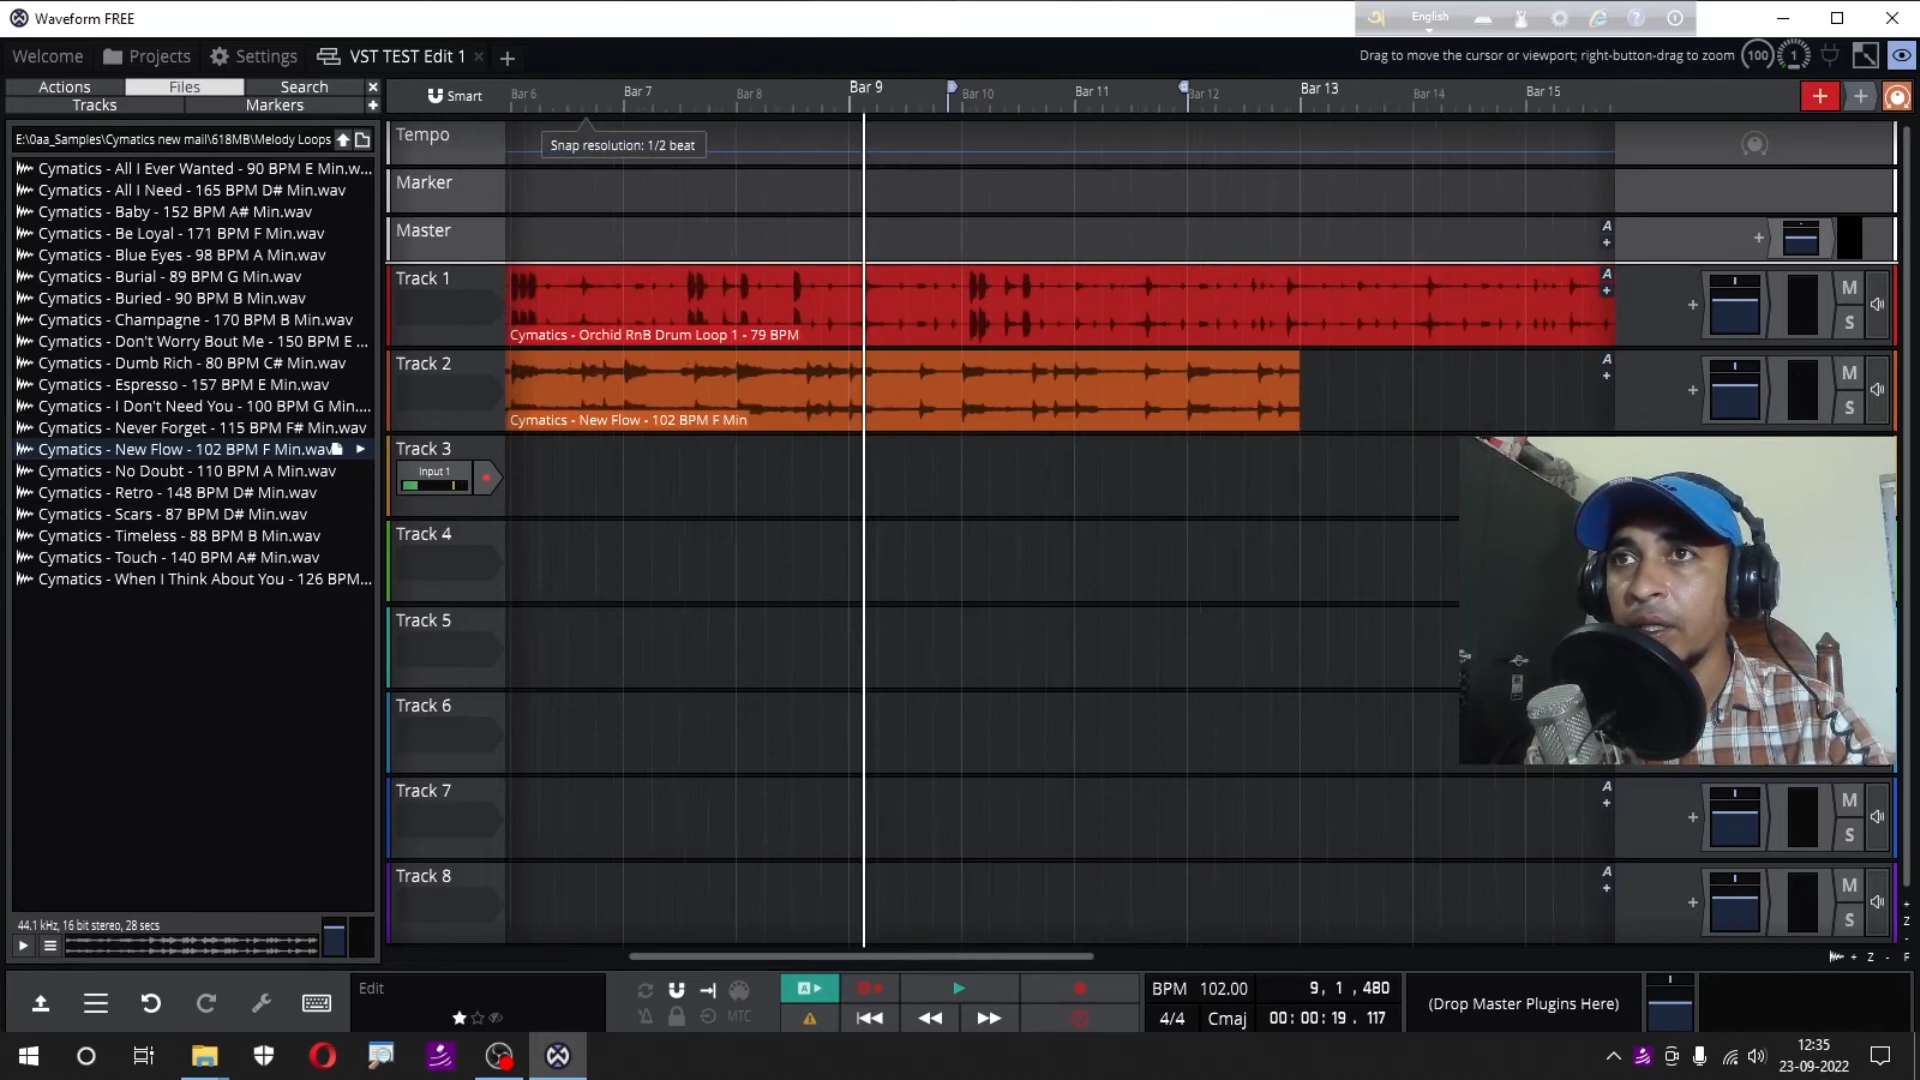 Waveform FREE
English
Welcome
Projects
Settings
VST TEST Edit 1
Drag to move the cursor or viewport; right-button-drag to zoom
100
1
Actions
Files
Search
Tracks
Markers
Smart
Bar 6
Bar 7
Bar 8
Bar 9
Bar 10
Bar 11
Bar 12
Bar 13
Bar 14
Bar 15
E:\0aa_Samples\Cymatics new mail\618MB\Melody Loops
Cymatics - All I Ever Wanted - 90 BPM E Min.w...
Cymatics - All I Need - 165 BPM D# Min.wav
Cymatics - Baby - 152 BPM A# Min.wav
Cymatics - Be Loyal - 171 BPM F Min.wav
Cymatics - Blue Eyes - 98 BPM A Min.wav
Cymatics - Burial - 89 BPM G Min.wav
Cymatics - Buried - 90 BPM B Min.wav
Cymatics - Champagne - 170 BPM B Min.wav
Cymatics - Don't Worry Bout Me - 150 BPM E ...
Cymatics - Dumb Rich - 80 BPM C# Min.wav
Cymatics - Espresso - 157 BPM E Min.wav
Cymatics - I Don't Need You - 100 BPM G Min....
Cymatics - Never Forget - 115 BPM F# Min.wav
Cymatics - New Flow - 102 BPM F Min.wav
Cymatics - No Doubt - 110 BPM A Min.wav
Cymatics - Retro - 148 BPM D# Min.wav
Cymatics - Scars - 87 BPM D# Min.wav
Cymatics - Timeless - 88 BPM B Min.wav
Cymatics - Touch - 140 BPM A# Min.wav
Cymatics - When I Think About You - 126 BPM...
Tempo
Snap resolution: 1/2 beat
Marker
Master
A
Track 1
Cymatics - Orchid RnB Drum Loop 1 - 79 BPM
A
M
S
Track 2
Cymatics - New Flow - 102 BPM F Min
A
M
S
Track 3
Input 1
Track 4
Track 5
Track 6
Track 7
A
M
S
Track 8
A
M
S
44.1 kHz, 16 bit stereo, 28 secs
Z
+ Z - F
Edit
MTC
A
BPM 102.00
9, 1, 480
4/4 Cmaj
00: 00: 19. 117
(Drop Master Plugins Here)
12:35
23-09-2022